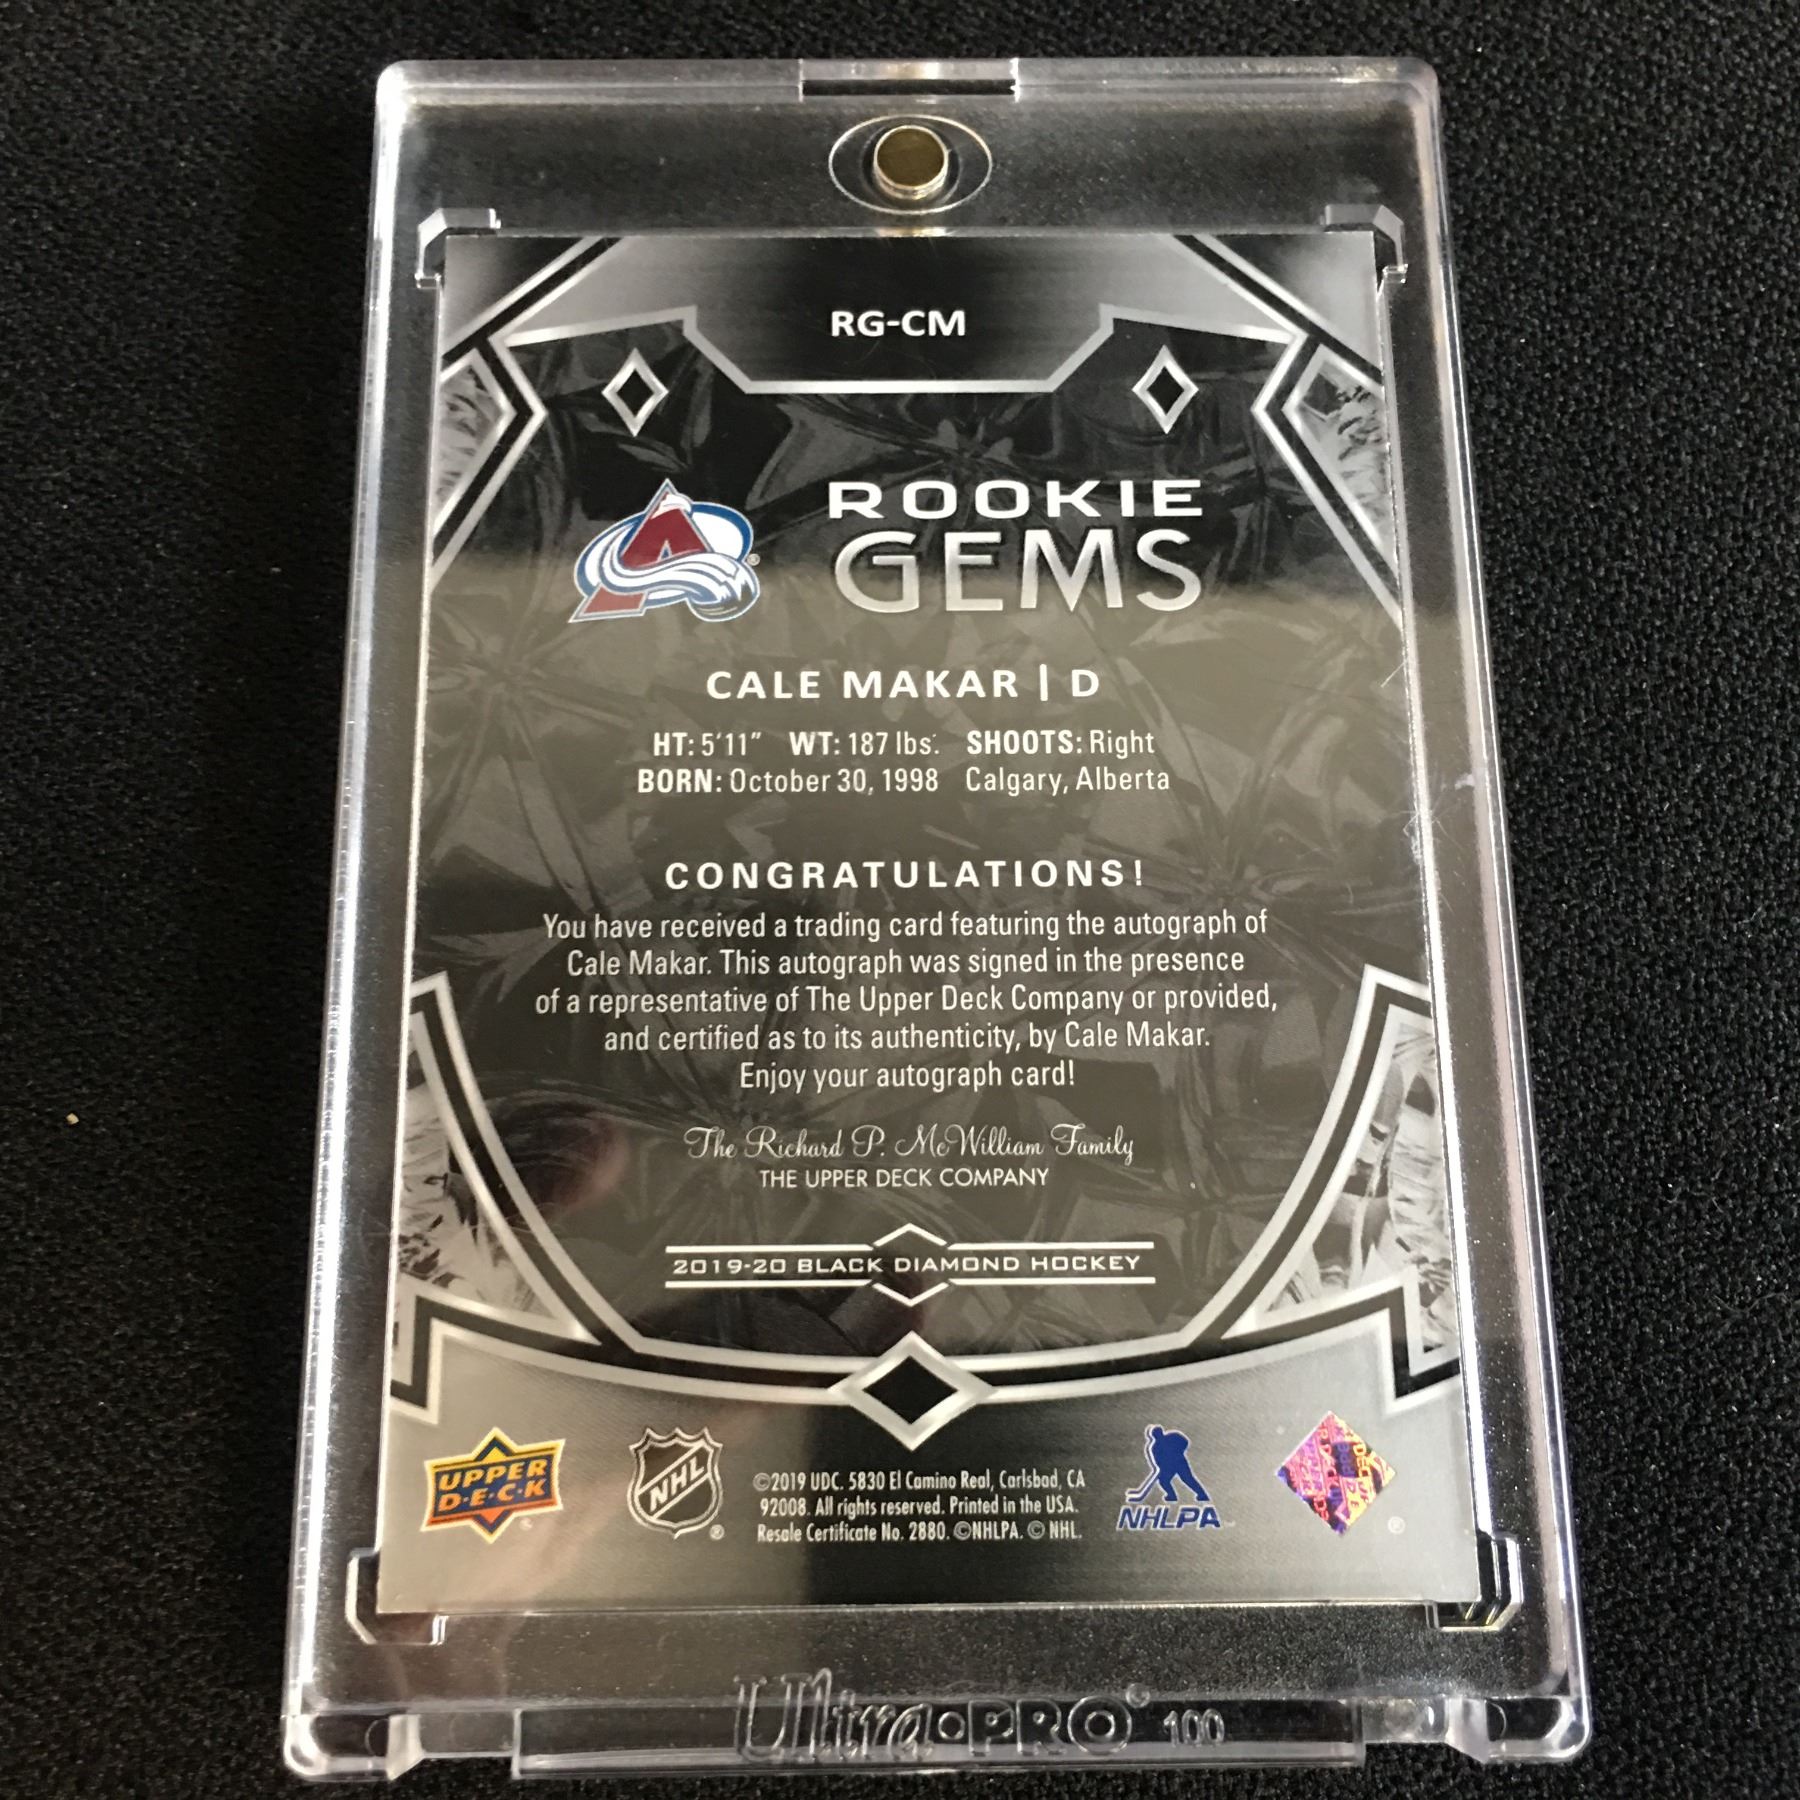 RG-CM
ROOKIE
GEMS
CALE MAKAR | D
HT: 5'11" WT: 187 lbs. SHOOTS: Right
BORN: October 30, 1998 Calgary, Alberta
CONGRATULATIONS!
You have received a trading card featuring the autograph of
Cale Makar. This autograph was signed in the presence
of a representative of The Upper Deck Company or provided,
and certified as to its authenticity, by Cale Makar.
Enjoy your autograph card!
The Richard P. McWilliam Family
THE UPPER DECK COMPANY
2019-20 BLACK DIAMOND HOCKEY
UPPER
D·E·C·K
NHL
©2019 UDC. 5830 El Camino Real, Carlsbad, CA
92008. All rights reserved. Printed in the USA.
Resale Certificate No. 2880. ©NHLPA. © NHL.
NHLPA
Ultra·PRO® 100